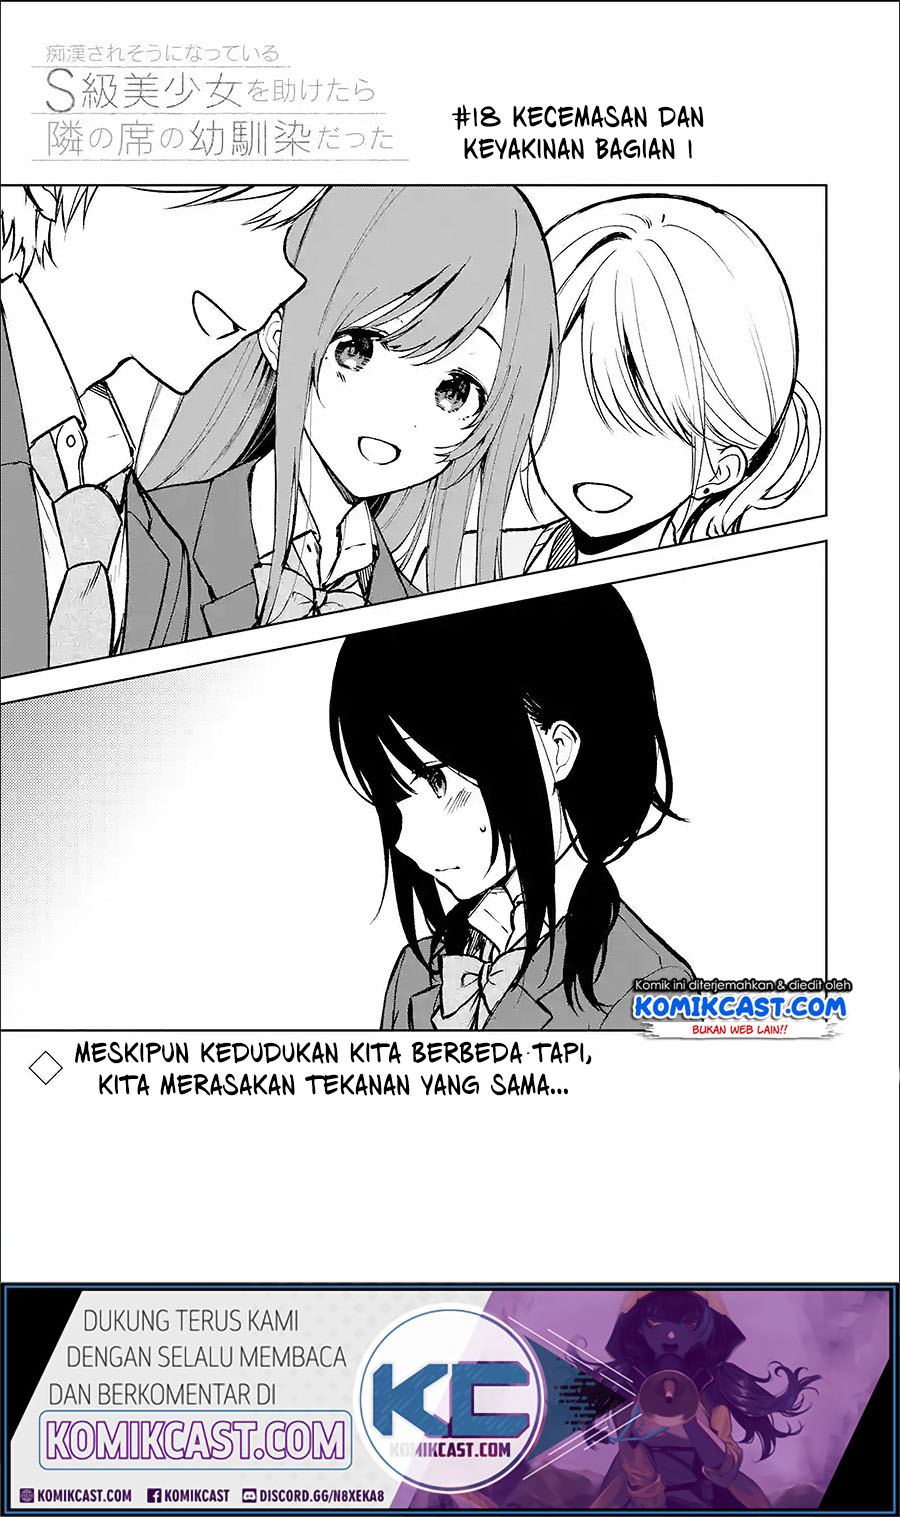 痴漢されそうになっている
S級美少女を助けたら
隣の席の幼馴染だった
#18 KECEMASAN DAN
KEYAKINAN BAGIAN 1
Komik ini diterjemahkan & diedit oleh
KOMIKCAST.COM
BUKAN WEB LAIN!!
MESKIPUN KEDUDUKAN KITA BERBEDA TAPI,
KITA MERASAKAN TEKANAN YANG SAMA...
DUKUNG TERUS KAMI
DENGAN SELALU MEMBACA
DAN BERKOMENTAR DI
KOMIKCAST.COM
KC
KOMIKCAST.COM
KOMIKCAST.COM KOMIKCAST DISCORD.GG/N8XEKA8